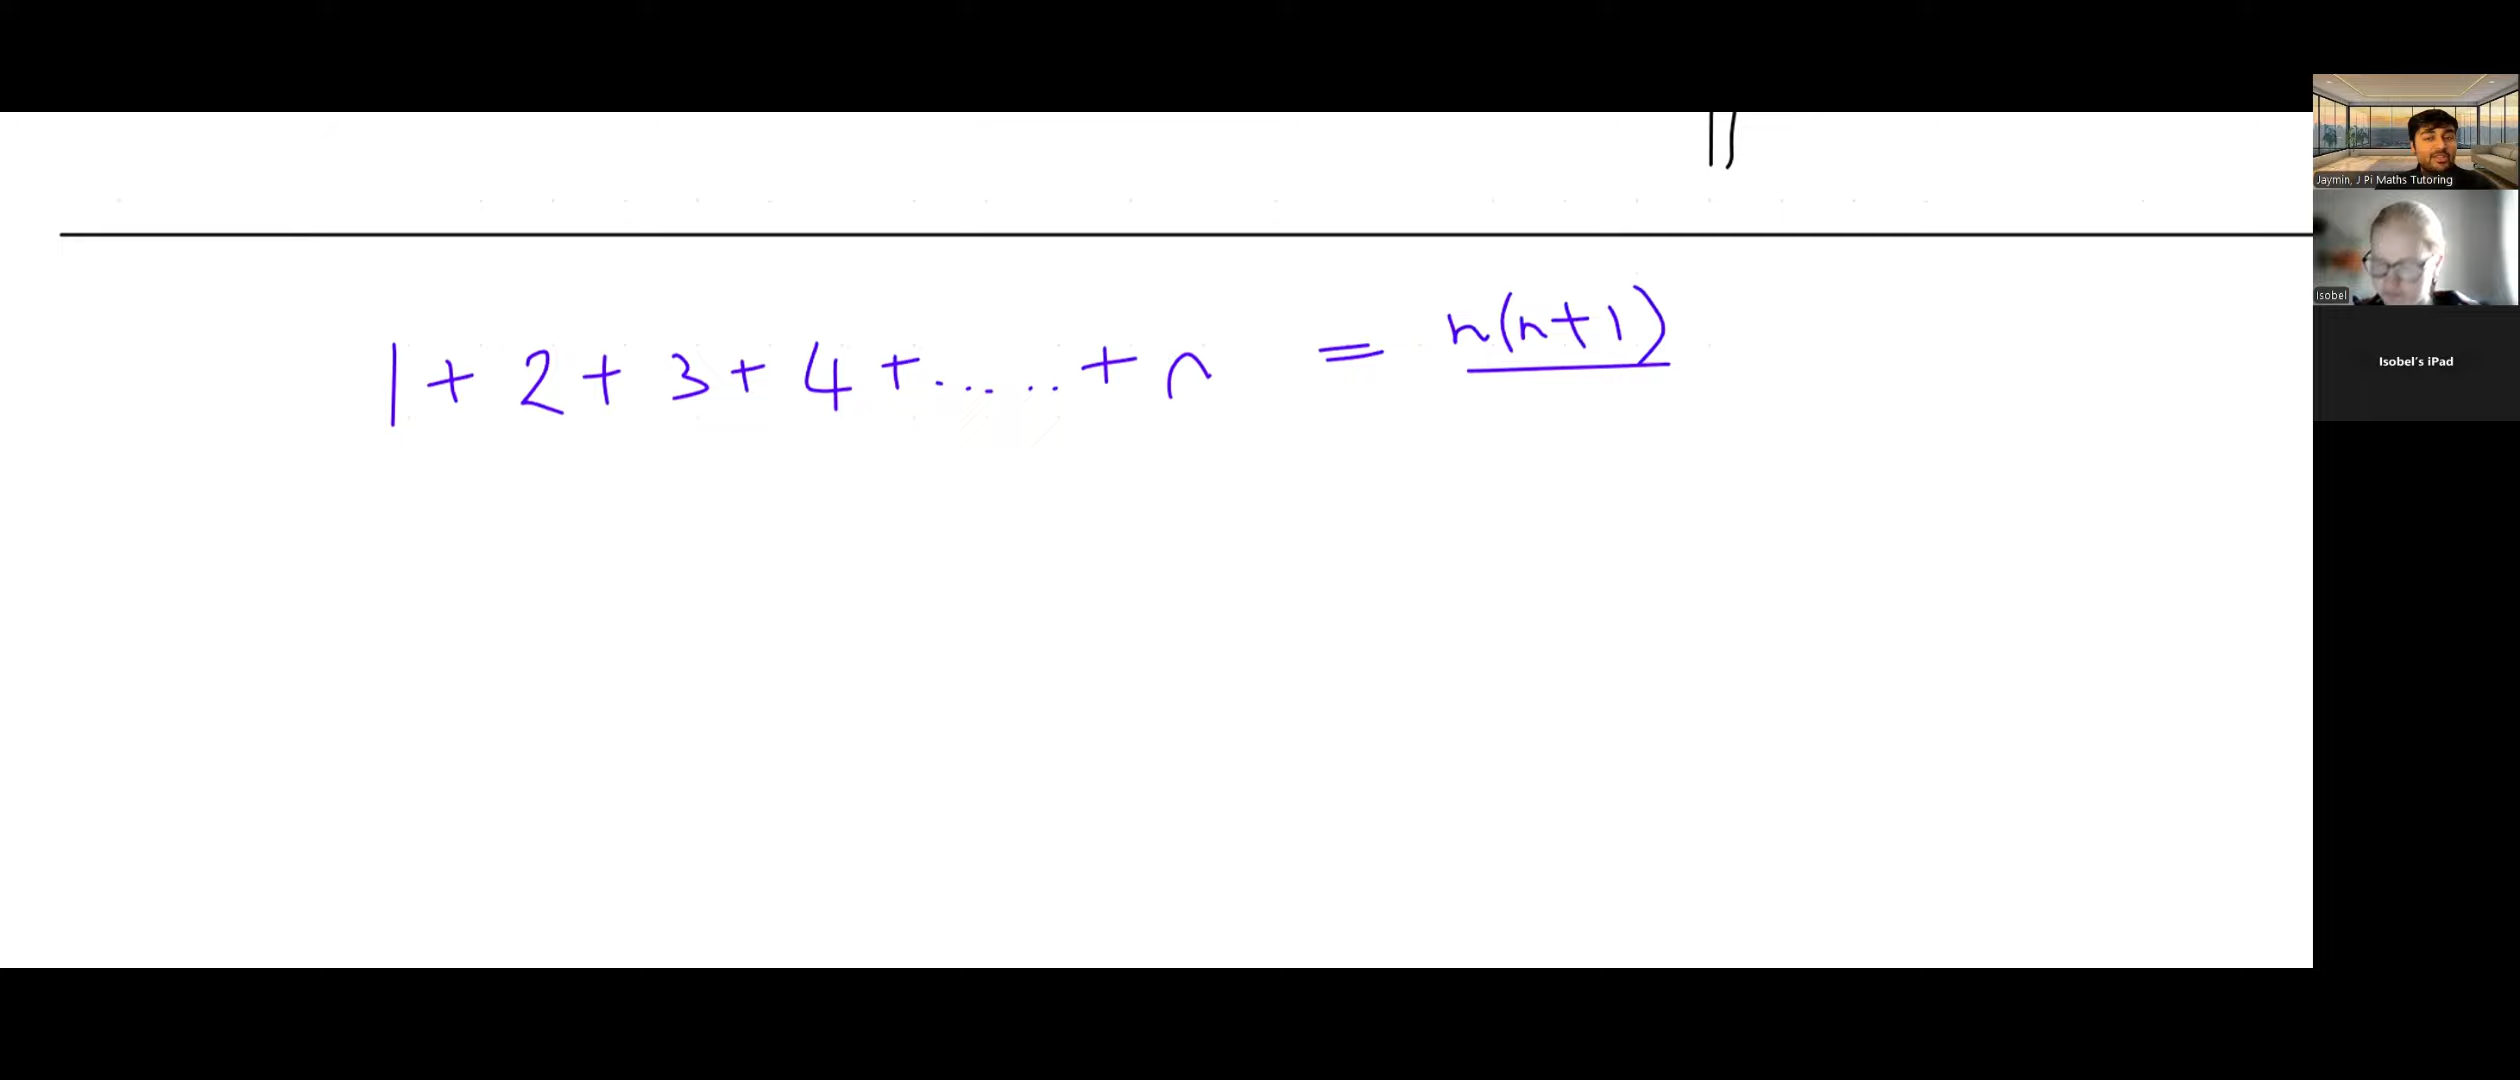 Jaymin, J Pi Maths Tutoring
Isobel
Isobel's iPad
n(n+1)
1 + 2 + 3 + 4 + ...... + n =